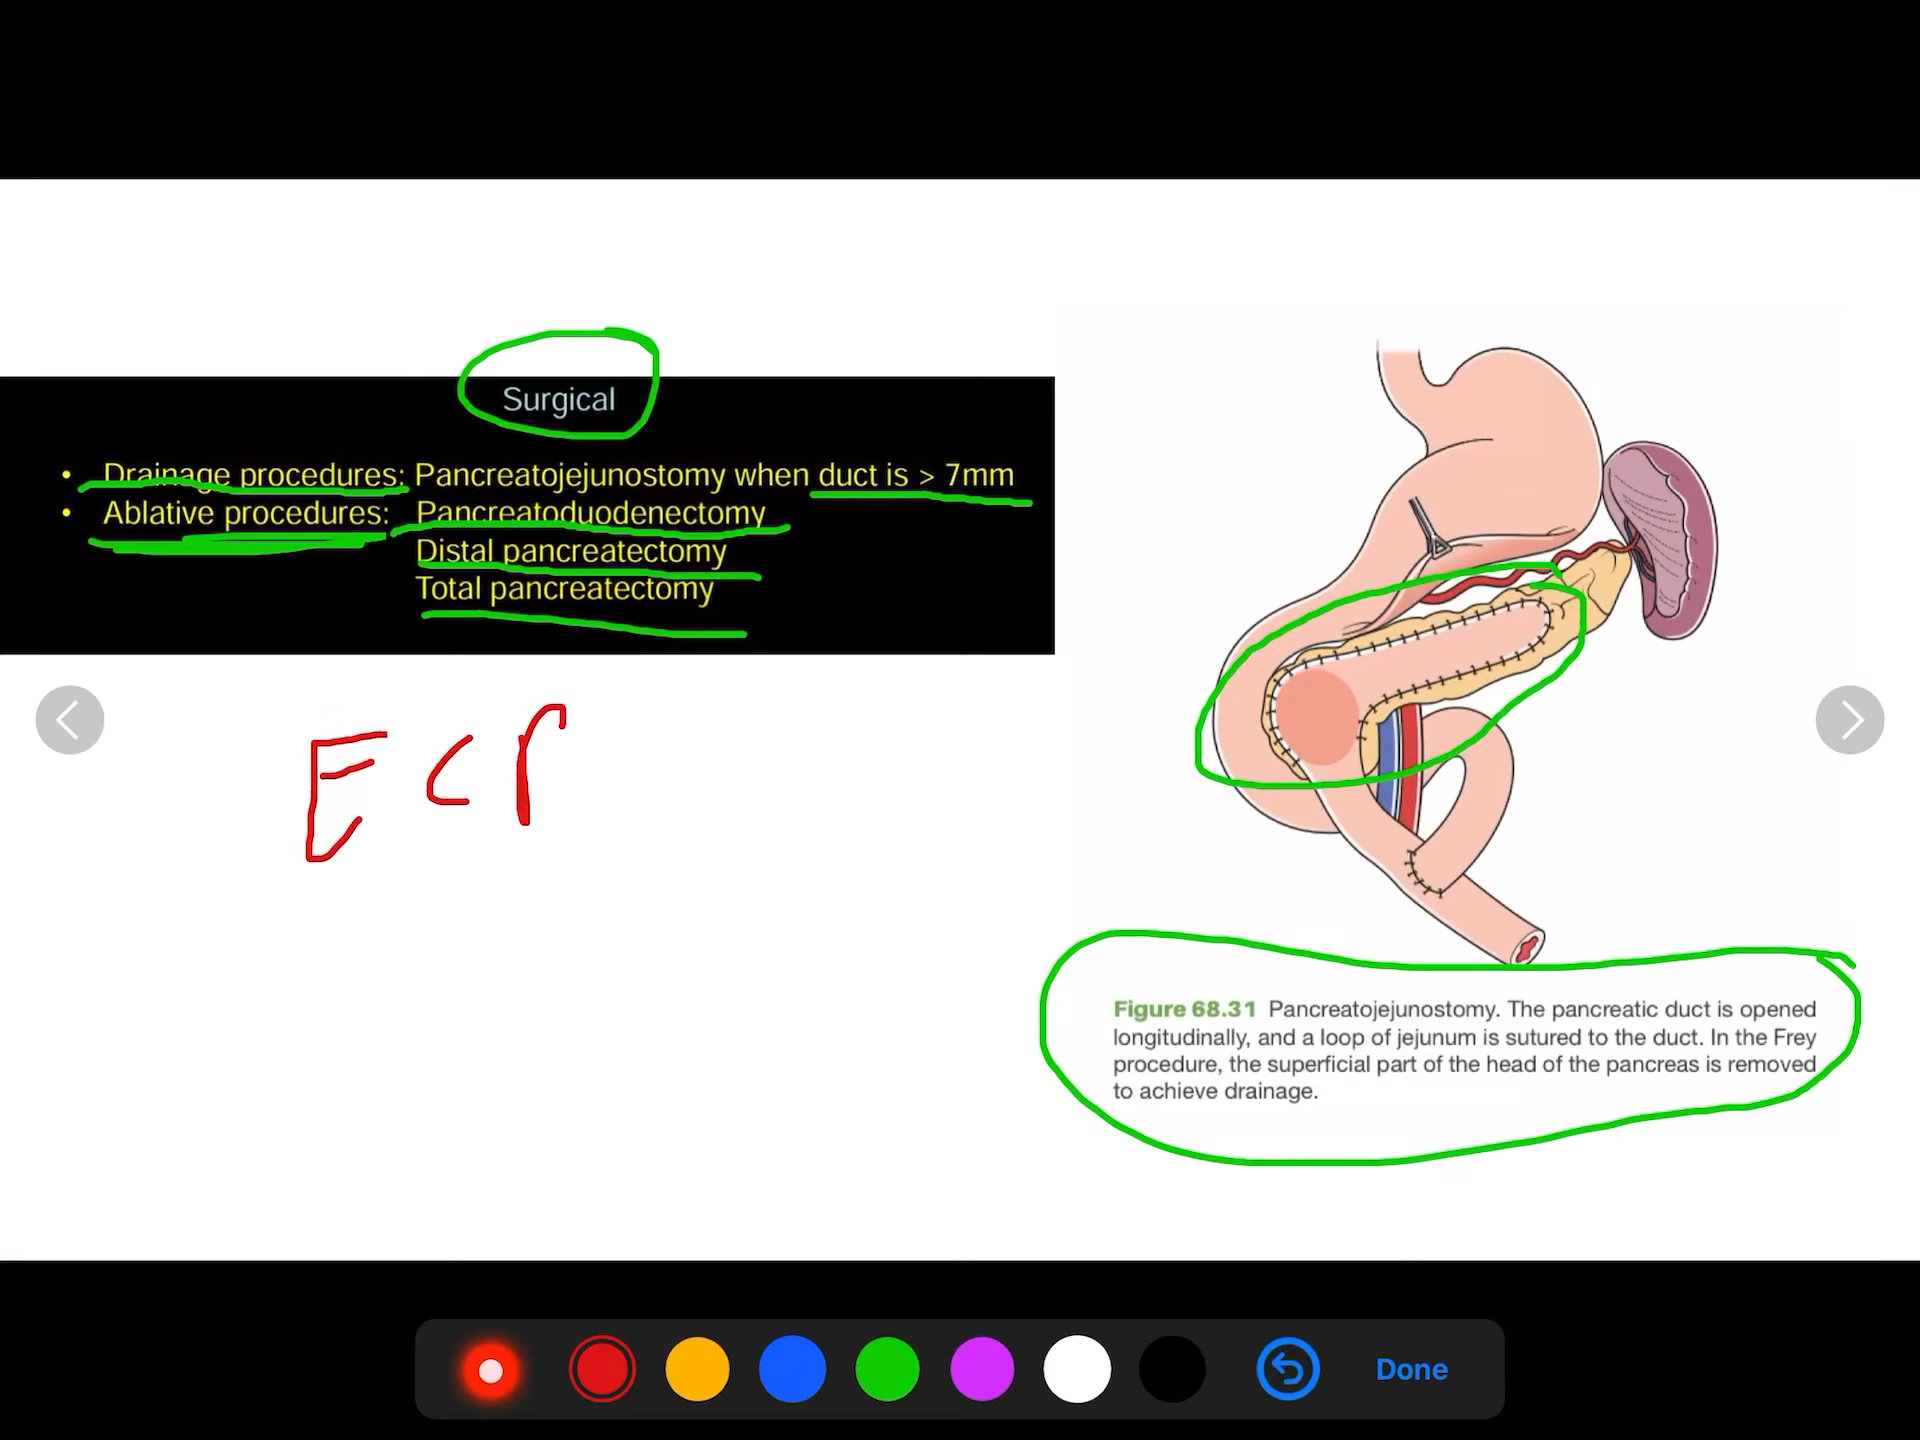 Surgical
• Drainage procedures: Pancreatojejunostomy when duct is > 7mm
• Ablative procedures: Pancreatoduodenectomy
Distal pancreatectomy
Total pancreatectomy
Figure 68.31 Pancreatojejunostomy. The pancreatic duct is opened
longitudinally, and a loop of jejunum is sutured to the duct. In the Frey
procedure, the superficial part of the head of the pancreas is removed
to achieve drainage.
Done